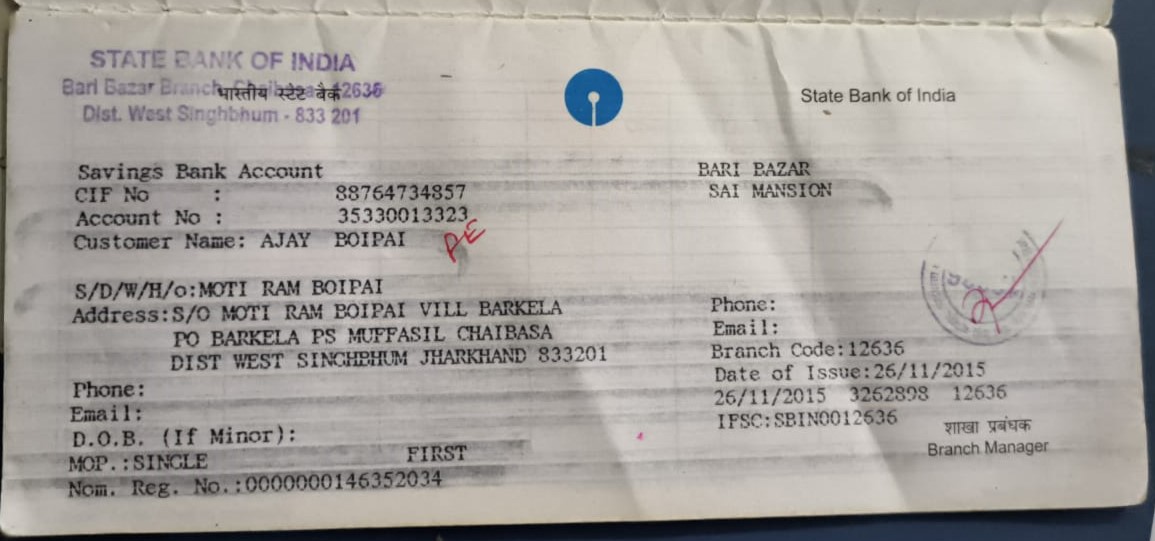 STATE BANK OF INDIA
Bari Bazar Branch, 12636
भारतीय स्टेट बैंक
Dist. West Singhbhum - 833 201
State Bank of India
Savings Bank Account
CIF No : 88764734857
Account No : 35330013323
Customer Name: AJAY BOIPAI
BARI BAZAR
SAI MANSION
S/D/W/H/o:MOTI RAM BOIPAI
Address:S/O MOTI RAM BOIPAI VILL BARKELA
PO BARKELA PS MUFFASIL CHAIBASA
DIST WEST SINGHBHUM JHARKHAND 833201
Phone:
Email:
D.O.B. (If Minor):
MOP.:SINGLE FIRST
Nom. Reg. No.:0000000146352034
Phone:
Email:
Branch Code:12636
Date of Issue:26/11/2015
26/11/2015 3262898 12636
IFSC:SBIN0012636
शाखा प्रबंधक
Branch Manager